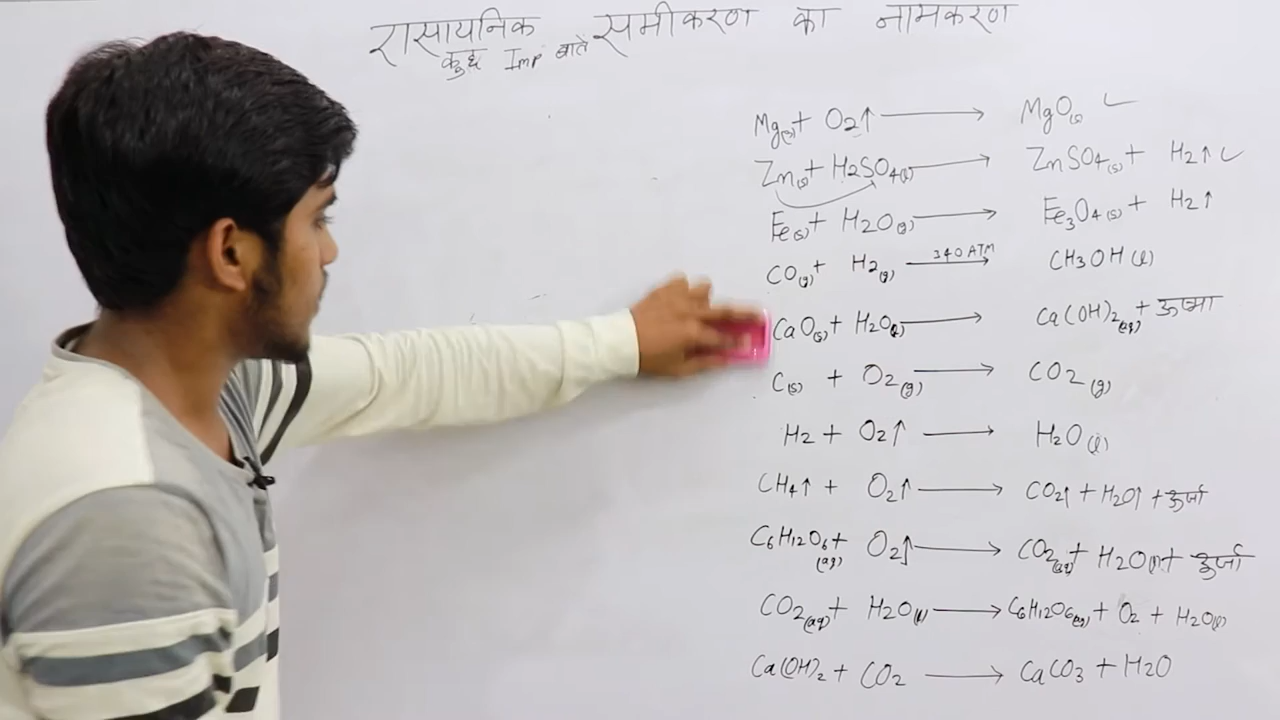 रासायनिक समीकरण का नामकरण
कुछ Imp बाते
Mg(s) + O2↑ → MgO(s) ✓
Zn(s) + H2SO4(l) → ZnSO4(s) + H2↑ ✓
Fe(s) + H2O(g) → Fe3O4(s) + H2↑
CO(g) + H2(g) 340 ATM → CH3OH(l)
CaO(s) + H2O(l) → Ca(OH)2(aq) + ऊष्मा
C(s) + O2(g) → CO2(g)
H2 + O2↑ → H2O(l)
CH4↑ + O2↑ → CO2↑ + H2O↑ + ऊर्जा
C6H12O6(aq) + O2↑ → CO2(aq) + H2O(l) + ऊर्जा
CO2(aq) + H2O(l) → C6H12O6(aq) + O2 + H2O(l)
Ca(OH)2 + CO2 → CaCO3 + H2O